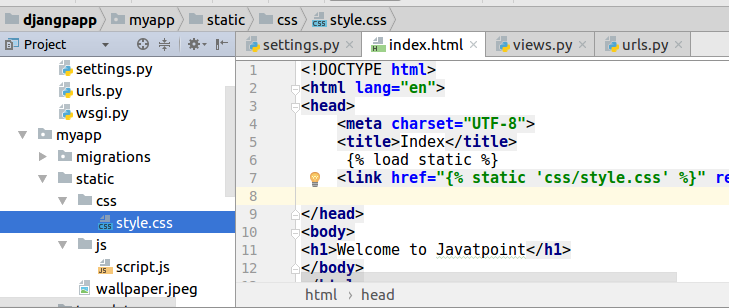 djangpapp myapp static css style.css
Project
settings.py index.html views.py urls.py
settings.py
urls.py
wsgi.py
myapp
migrations
static
css
style.css
js
script.js
wallpaper.jpeg
1 <!DOCTYPE html>
2 <html lang="en">
3 <head>
4 <meta charset="UTF-8">
5 <title>Index</title>
6 {% load static %}
7 <link href="{% static 'css/style.css' %}" re
8
9 </head>
10 <body>
11 <h1>Welcome to Javatpoint</h1>
12 </body>
html head